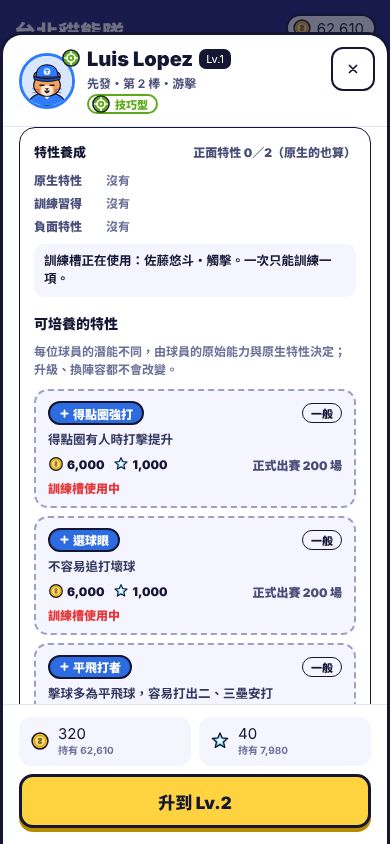 台北獵熊隊
62,610
Luis Lopez Lv.1
先發・第 2 棒・游擊
技巧型
×
特性養成 正面特性 0／2（原生的也算）
原生特性 沒有
訓練習得 沒有
負面特性 沒有
訓練槽正在使用：佐藤悠斗・觸擊。一次只能訓練一
項。
可培養的特性
每位球員的潛能不同，由球員的原始能力與原生特性決定；
升級、換陣容都不會改變。
+ 得點圈強打 一般
得點圈有人時打擊提升
6,000 1,000 正式出賽 200 場
訓練槽使用中
+ 選球眼 一般
不容易追打壞球
6,000 1,000 正式出賽 200 場
訓練槽使用中
+ 平飛打者 一般
擊球多為平飛球，容易打出二、三壘安打
320
持有 62,610
40
持有 7,980
升到 Lv.2